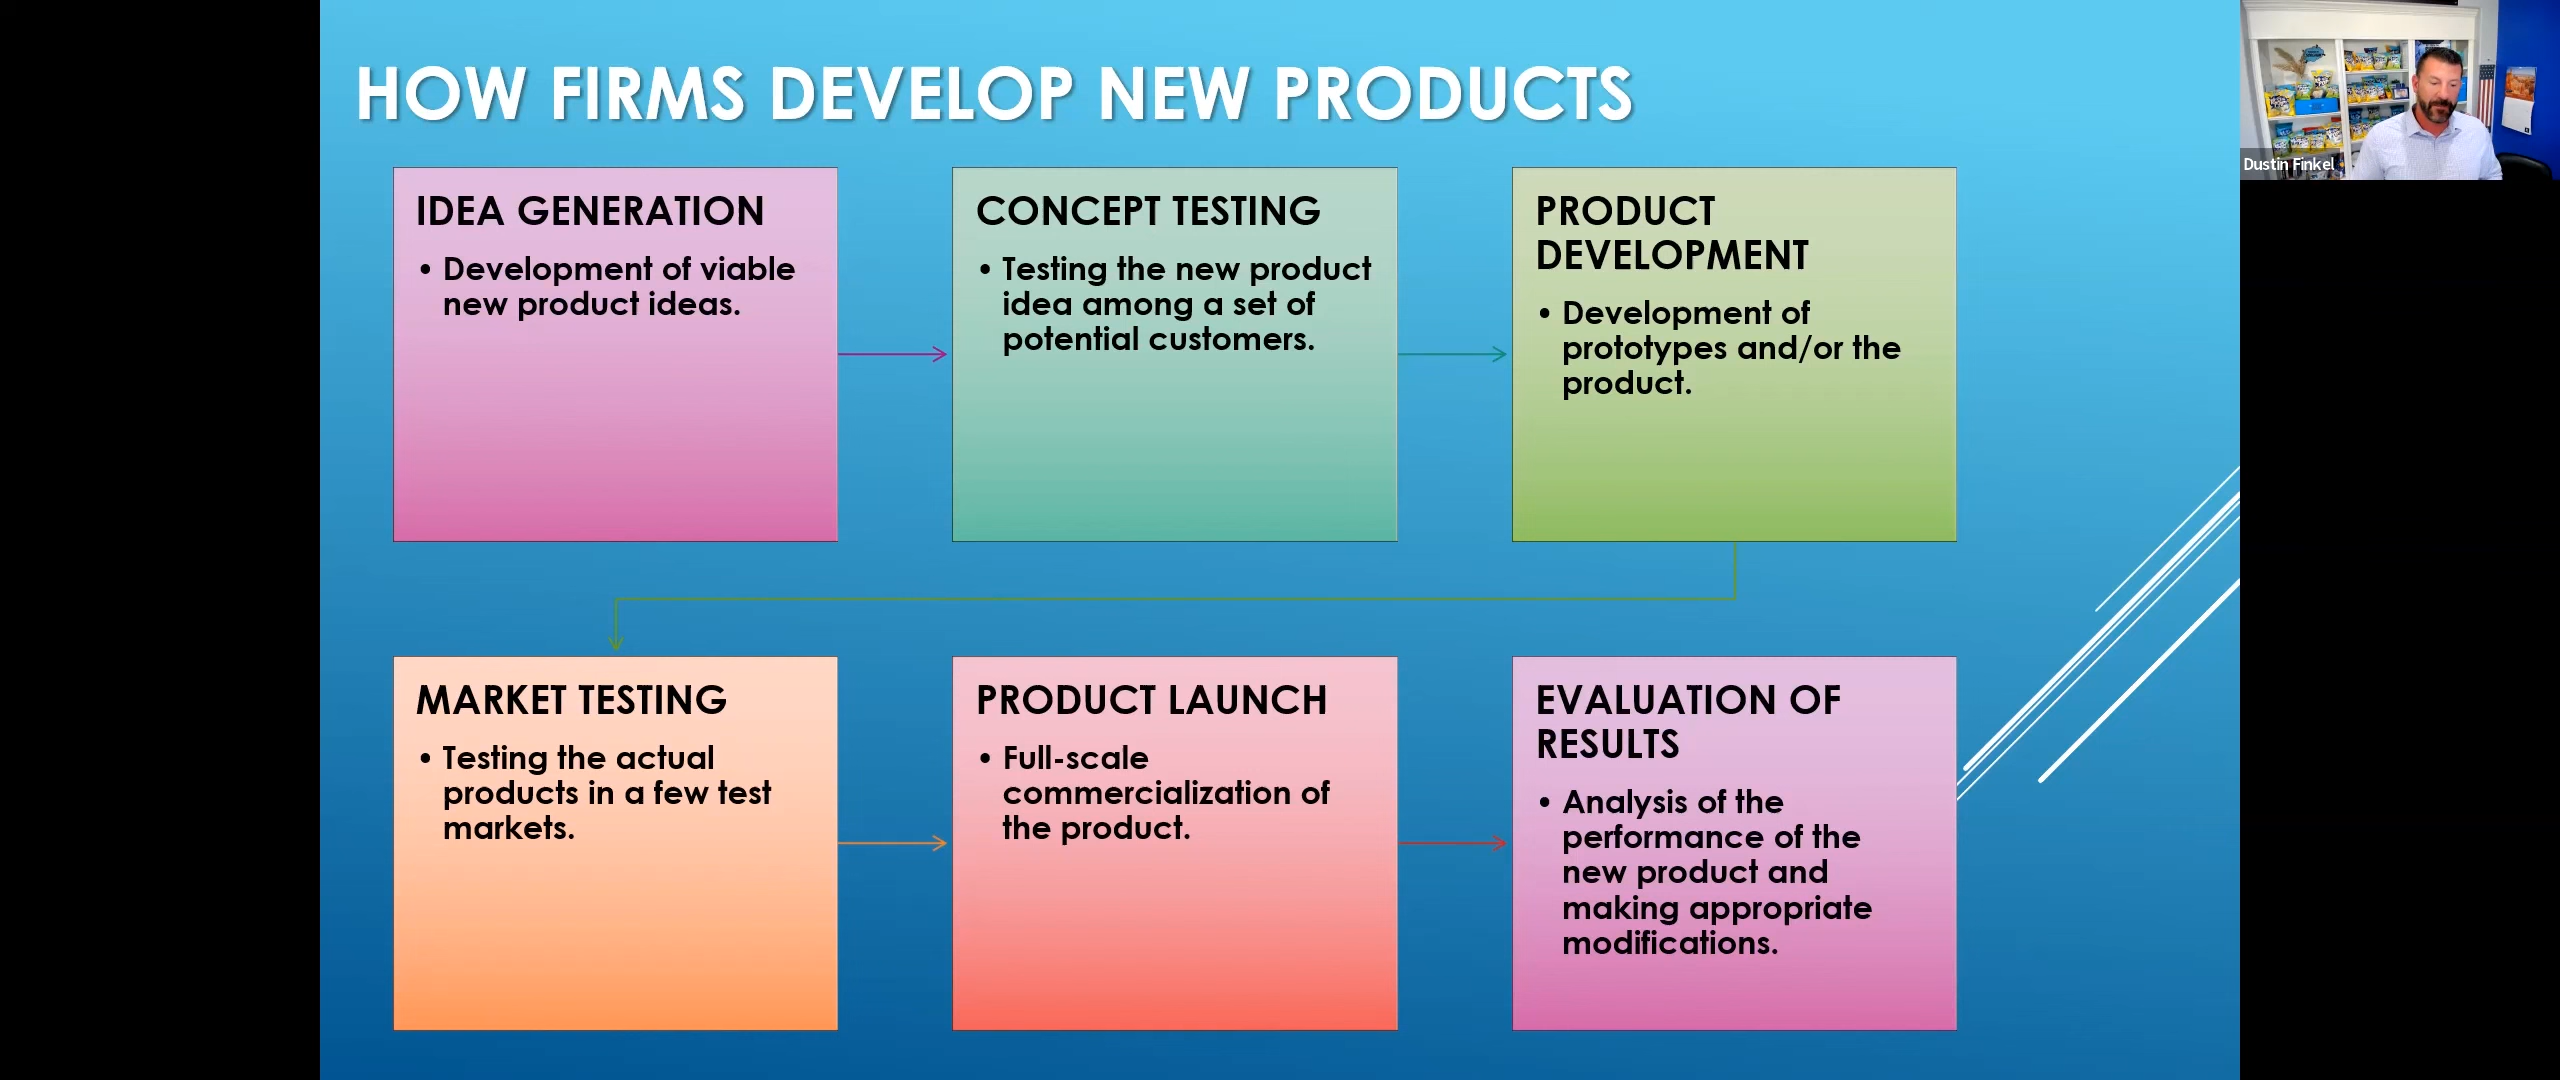 HOW FIRMS DEVELOP NEW PRODUCTS
IDEA GENERATION
• Development of viable
new product ideas.
CONCEPT TESTING
• Testing the new product
idea among a set of
potential customers.
PRODUCT
DEVELOPMENT
• Development of
prototypes and/or the
product.
MARKET TESTING
• Testing the actual
products in a few test
markets.
PRODUCT LAUNCH
• Full-scale
commercialization of
the product.
EVALUATION OF
RESULTS
• Analysis of the
performance of the
new product and
making appropriate
modifications.
Dustin Finkel